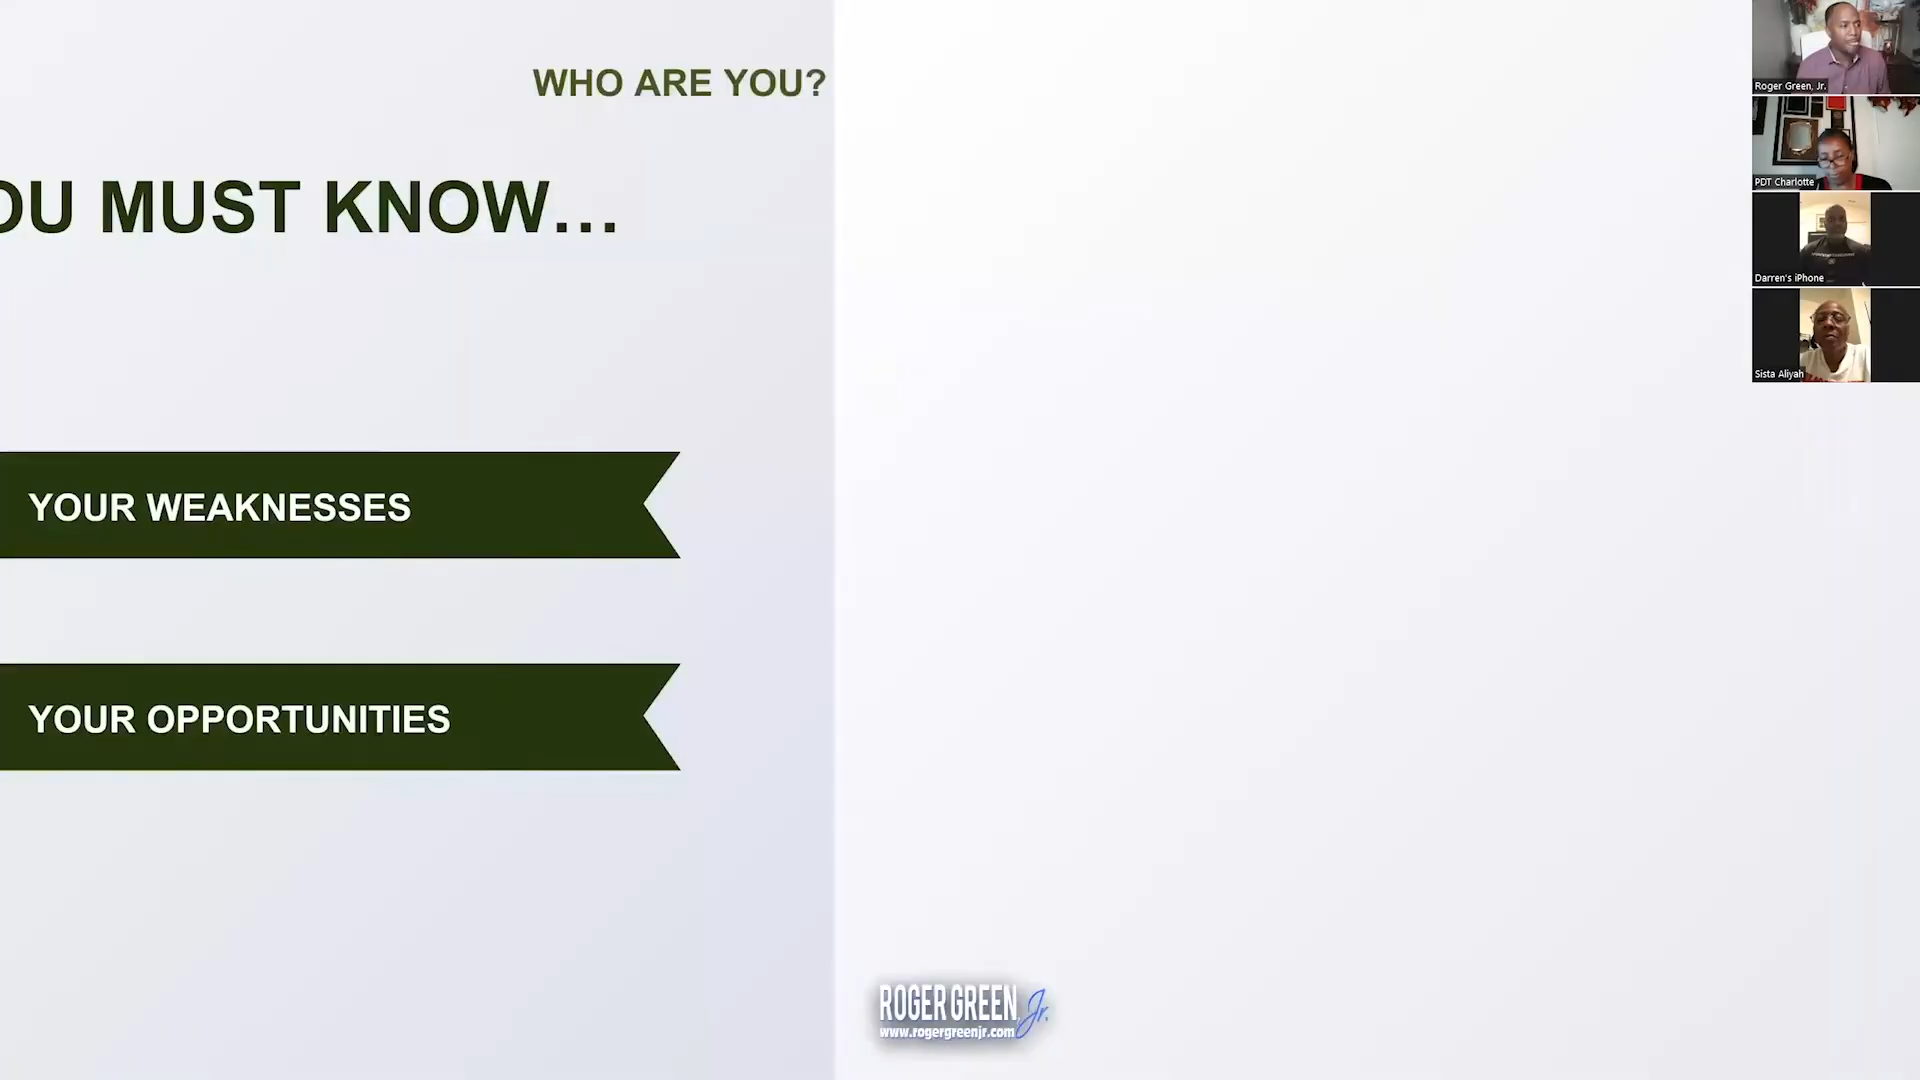 WHO ARE YOU?
OU MUST KNOW...
YOUR WEAKNESSES
YOUR OPPORTUNITIES
ROGER GREEN, Jr.
www.rogergreenjr.com
Roger Green, Jr.
PDT Charlotte
Darren's iPhone
Sista Aliyah